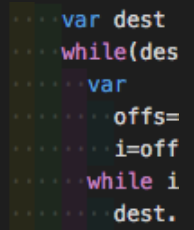 var dest
while(des
var
offs=
i=off
while i
dest.